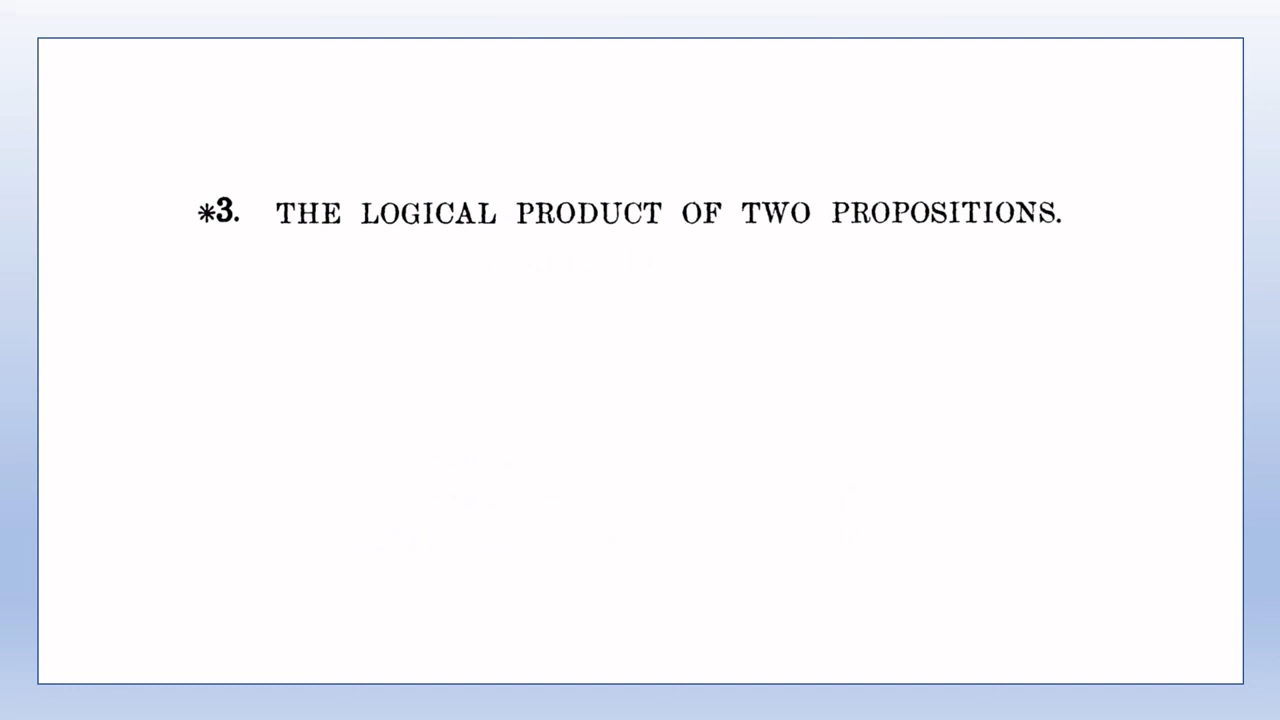 ∗3. THE LOGICAL PRODUCT OF TWO PROPOSITIONS.